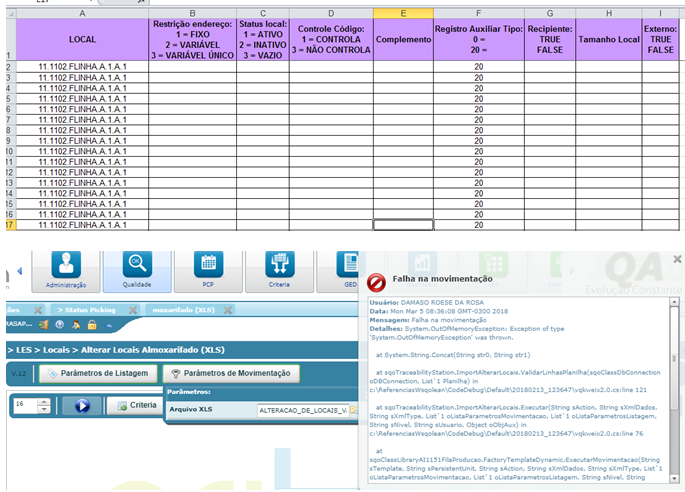 LOCAL
Restrição endereço:
1 = FIXO
2 = VARIÁVEL
3 = VARIÁVEL ÚNICO
Status local:
1 = ATIVO
2 = INATIVO
3 = VAZIO
Controle Código:
1 = CONTROLA
3 = NÃO CONTROLA
Complemento
Registro Auxiliar Tipo:
0 =
20 =
Recipiente:
TRUE
FALSE
Tamanho Local
Externo:
TRUE
FALSE
A B C D E F G H I
1
2 11.1102.FLINHA.A.1.A.1 20
3 11.1102.FLINHA.A.1.A.1 20
4 11.1102.FLINHA.A.1.A.1 20
5 11.1102.FLINHA.A.1.A.1 20
6 11.1102.FLINHA.A.1.A.1 20
7 11.1102.FLINHA.A.1.A.1 20
8 11.1102.FLINHA.A.1.A.1 20
9 11.1102.FLINHA.A.1.A.1 20
10 11.1102.FLINHA.A.1.A.1 20
11 11.1102.FLINHA.A.1.A.1 20
12 11.1102.FLINHA.A.1.A.1 20
13 11.1102.FLINHA.A.1.A.1 20
14 11.1102.FLINHA.A.1.A.1 20
15 11.1102.FLINHA.A.1.A.1 20
16 11.1102.FLINHA.A.1.A.1 20
17 11.1102.FLINHA.A.1.A.1 20
Administração
Qualidade
PCP
Criteria
GED
QA
Evolução Constante
> Status Picking
moxarifado (XLS)
RASAP...
> LES > Locais > Alterar Locais Almoxarifado (XLS)
V.12
Parâmetros de Listagem
Parâmetros de Movimentação
16
Criteria
Parâmetros:
Arquivo XLS
ALTERACAO_DE_LOCAIS_V.
Falha na movimentação
Usuário: DAMASO ROESE DA ROSA
Data: Mon Mar 5 08:36:08 GMT-0300 2018
Mensagem: Falha na movimentação
Detalhes: System.OutOfMemoryException: Exception of type
'System.OutOfMemoryException' was thrown.
at System.String.Concat(String str0, String str1)
at sqoTraceabilityStation.ImportAlterarLocais.ValidarLinhasPlanilha(sqoClassDbConnection
oDBConnection, List`1 Planilha) in
c:\ReferenciasWsqolean\CodeDebug\Default\20180213_123647\vqkweix2.0.cs:line 121
at sqoTraceabilityStation.ImportAlterarLocais.Executar(String sAction, String sXmlDados,
String sXmlType, List`1 oListaParametrosMovimentacao, List`1 oListaParametrosListagem,
String sNivel, String sUsuario, Object oObjAux) in
c:\ReferenciasWsqolean\CodeDebug\Default\20180213_123647\vqkweix2.0.cs:line 76
at
sqoClassLibraryAI1151FilaProducao.FactoryTemplateDynamic.ExecutarMovimentacao(String
sTemplate, String sPersistentUnit, String sAction, String sXmlDados, String sXmlType, List`1
oListaParametrosMovimentacao, List`1 oListaParametrosListagem, String sNivel, String